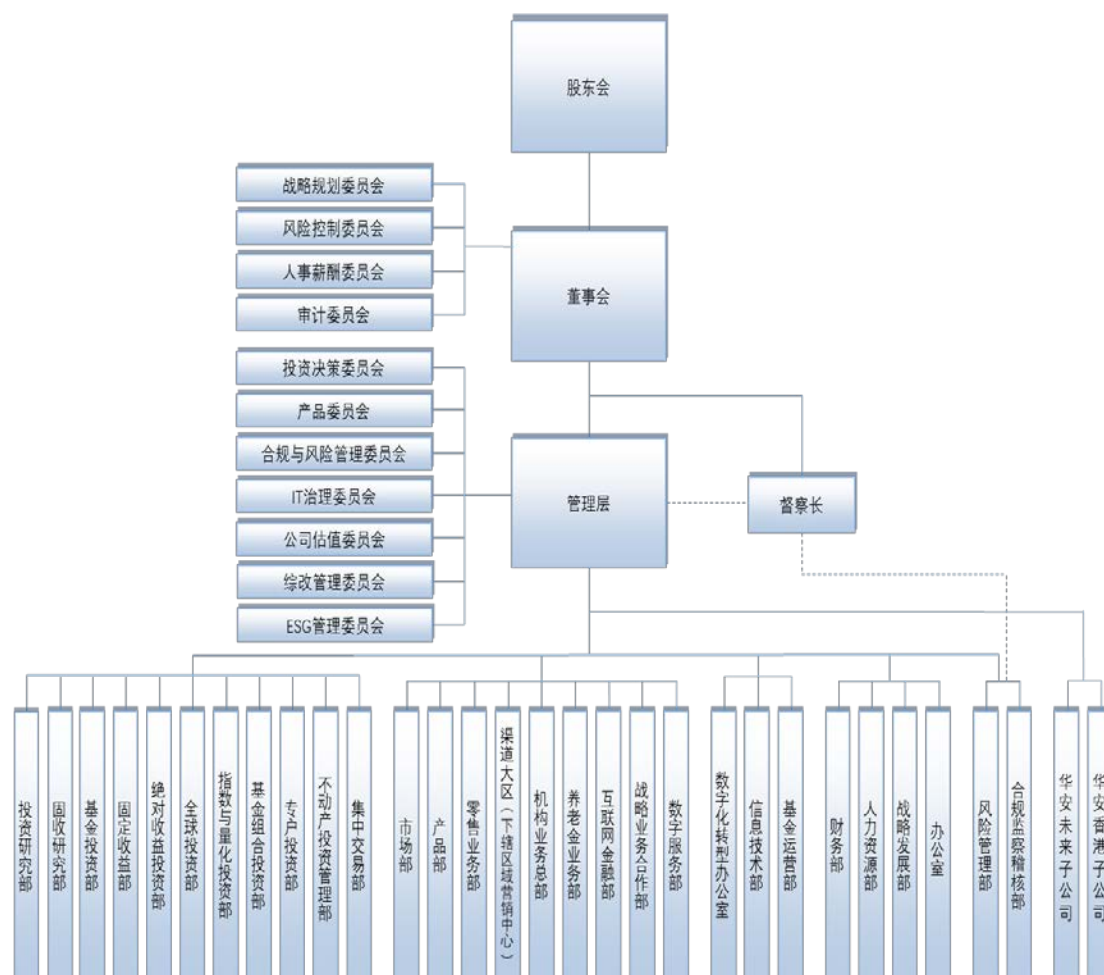 股东会
战略规划委员会
风险控制委员会
人事薪酬委员会
审计委员会
董事会
投资决策委员会
产品委员会
合规与风险管理委员会
IT治理委员会
公司估值委员会
综改管理委员会
ESG管理委员会
管理层
督察长
投资研究部
固收研究部
基金投资部
固定收益部
绝对收益投资部
全球投资部
指数与量化投资部
基金组合投资部
专户投资部
不动产投资管理部
集中交易部
市场部
产品部
零售业务部
渠道大区（下辖区域营销中心）
机构业务总部
养老金业务部
互联网金融部
战略业务合作部
数字服务部
数字化转型办公室
信息技术部
基金运营部
财务部
人力资源部
战略发展部
办公室
风险管理部
合规监察稽核部
华安未来子公司
华安香港子公司